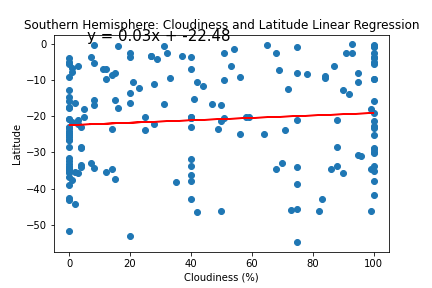 Southern Hemisphere: Cloudiness and Latitude Linear Regression
y = 0.03x + -22.48
0
−10
−20
−30
−40
−50
Latitude
0 20 40 60 80 100
Cloudiness (%)